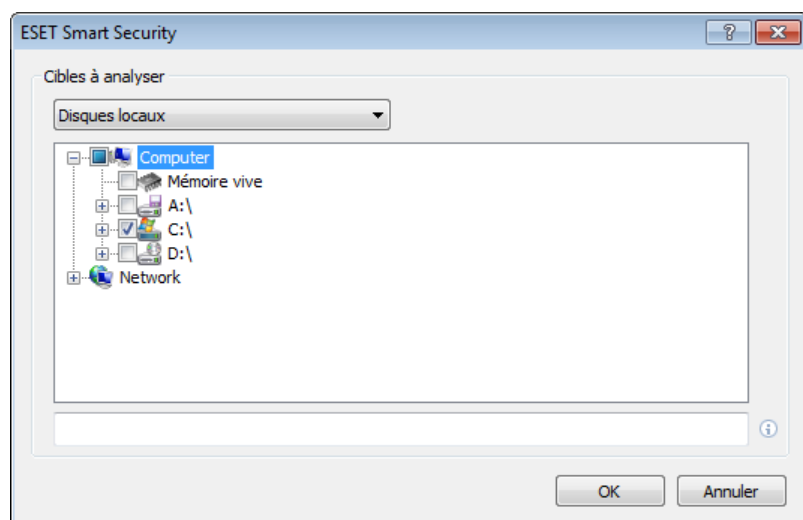 ESET Smart Security
Cibles à analyser
Disques locaux
Computer
Mémoire vive
A:\
C:\
D:\
Network
OK Annuler